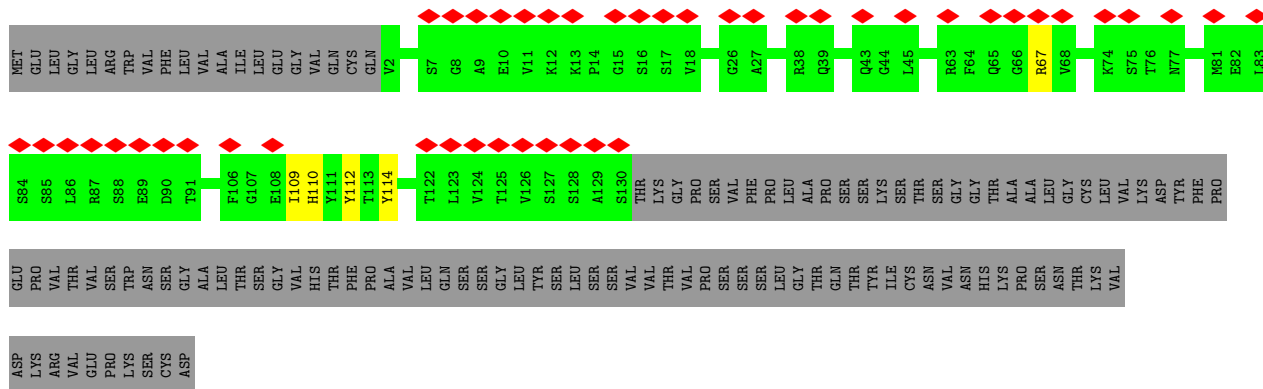 MET GLU LEU GLY LEU LEU ARG TRP VAL PHE LEU VAL ALA ILE LEU GLU GLY VAL GLN CYS GLN V2 S7 G8 A9 E10 V11 K12 K13 P14 G15 S16 S17 V18 G26 A27 R38 Q39 Q43 G44 L45 R63 F64 Q65 G66 R67 V68 K74 S75 T76 N77 M81 E82 L83
S84 S85 L86 R87 S88 E89 D90 T91 F106 G107 E108 I109 H110 Y111 Y112 T113 Y114 T122 L123 V124 T125 V126 S127 S128 A129 S130 THR LYS GLY PRO SER VAL PHE PRO LEU ALA PRO SER SER LYS SER THR SER GLY GLY THR ALA ALA LEU GLY CYS LEU VAL LYS ASP TYR PHE PRO
GLU PRO VAL THR VAL SER TRP ASN SER GLY ALA LEU THR SER GLY VAL HIS THR PHE PRO ALA VAL LEU GLN SER SER GLY LEU TYR SER LEU SER SER VAL VAL THR VAL PRO SER SER SER LEU GLY THR GLN THR TYR ILE CYS ASN VAL ASN HIS LYS PRO SER ASN THR LYS VAL
ASP LYS ARG VAL GLU PRO LYS SER CYS ASP